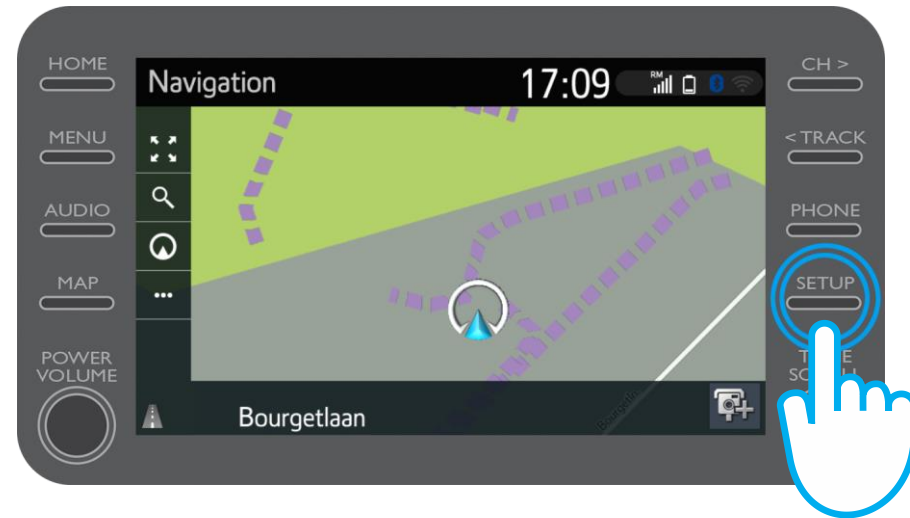 HOME
MENU
AUDIO
MAP
POWER
VOLUME
Navigation
17:09
RM
Bourgetlaan
CH >
< TRACK
PHONE
SETUP